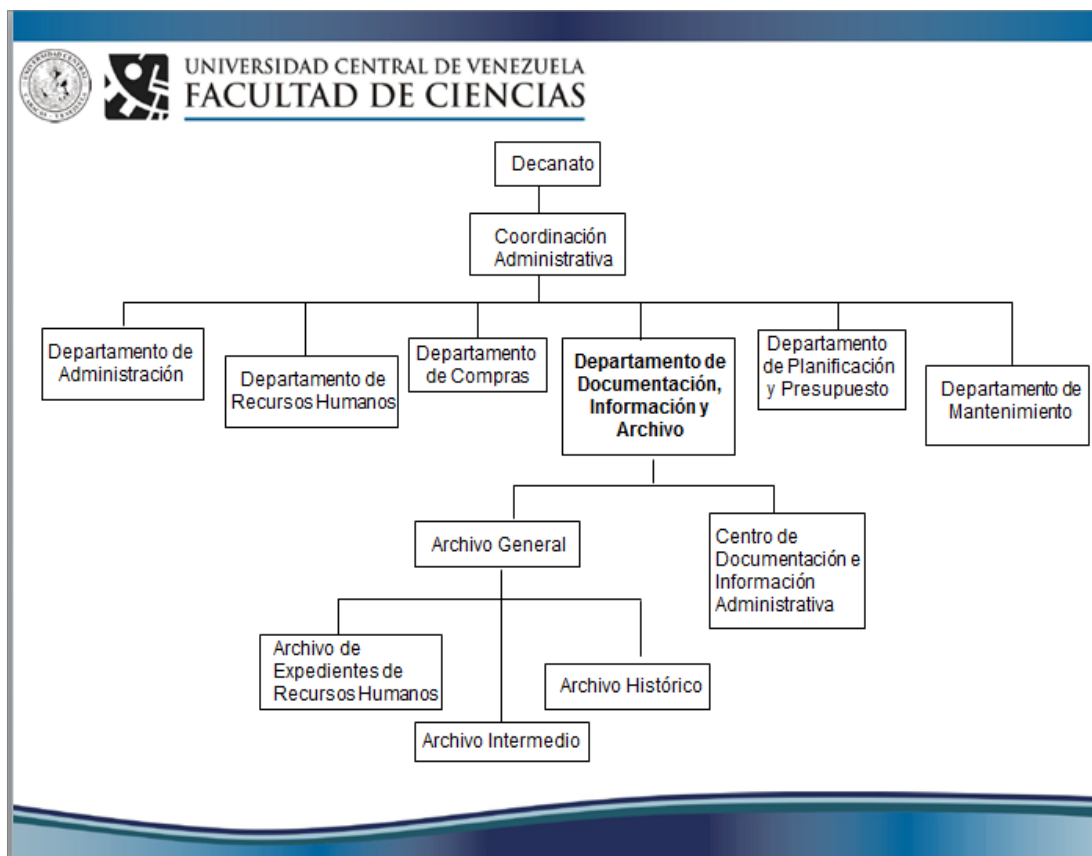 UNIVERSIDAD CENTRAL DE VENEZUELA
FACULTAD DE CIENCIAS
Decanato
Coordinación
Administrativa
Departamento de
Administración
Departamento de
Recursos Humanos
Departamento
de Compras
Departamento de
Documentación,
Información y
Archivo
Departamento
de Planificación
y Presupuesto
Departamento de
Mantenimiento
Archivo General
Centro de
Documentación e
Información
Administrativa
Archivo de
Expedientes de
Recursos Humanos
Archivo Histórico
Archivo Intermedio